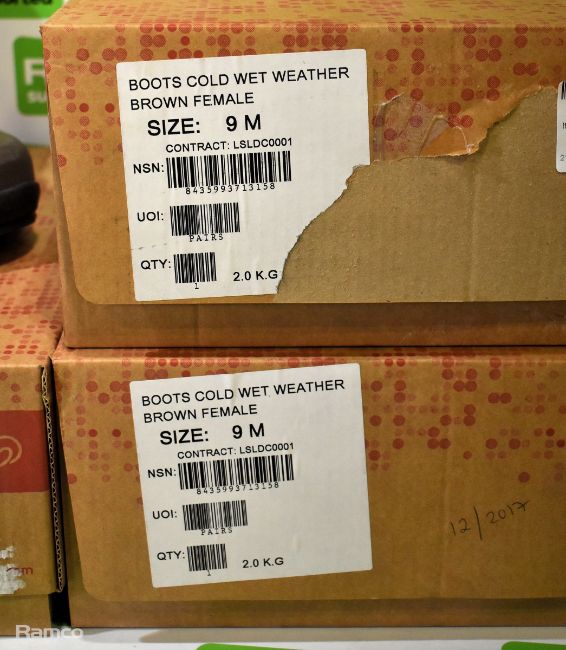 BOOTS COLD WET WEATHER
BROWN FEMALE
SIZE: 9 M
CONTRACT: LSLDC0001
NSN:
8435993713158
UOI:
PAIRS
QTY:
1
2.0 K.G
BOOTS COLD WET WEATHER
BROWN FEMALE
SIZE: 9 M
CONTRACT: LSLDC0001
NSN:
8435993713158
UOI:
PAIRS
QTY:
1
2.0 K.G
12/2017
Ramco